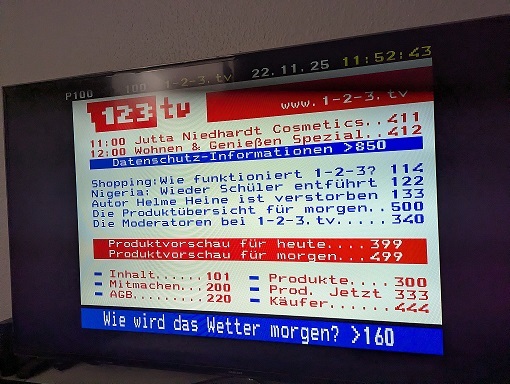 P100 100 1-2-3.tv 22.11.25 11:52:43
123 tv www.1-2-3.tv
11:00 Jutta Niedhardt Cosmetics..411
12:00 Wohnen & Genießen Spezial..412
Datenschutz-Informationen >850
Shopping:Wie funktioniert 1-2-3? 114
Nigeria: Wieder Schüler entführt 122
Autor Helme Heine ist verstorben 133
Die Produktübersicht für morgen..500
Die Moderatoren bei 1-2-3.tv.....340
Produktvorschau für heute....399
Produktvorschau für morgen...499
Inhalt.....101 Produkte....300
Mitmachen..200 Prod. Jetzt 333
AGB........220 Käufer......444
Wie wird das Wetter morgen? >160